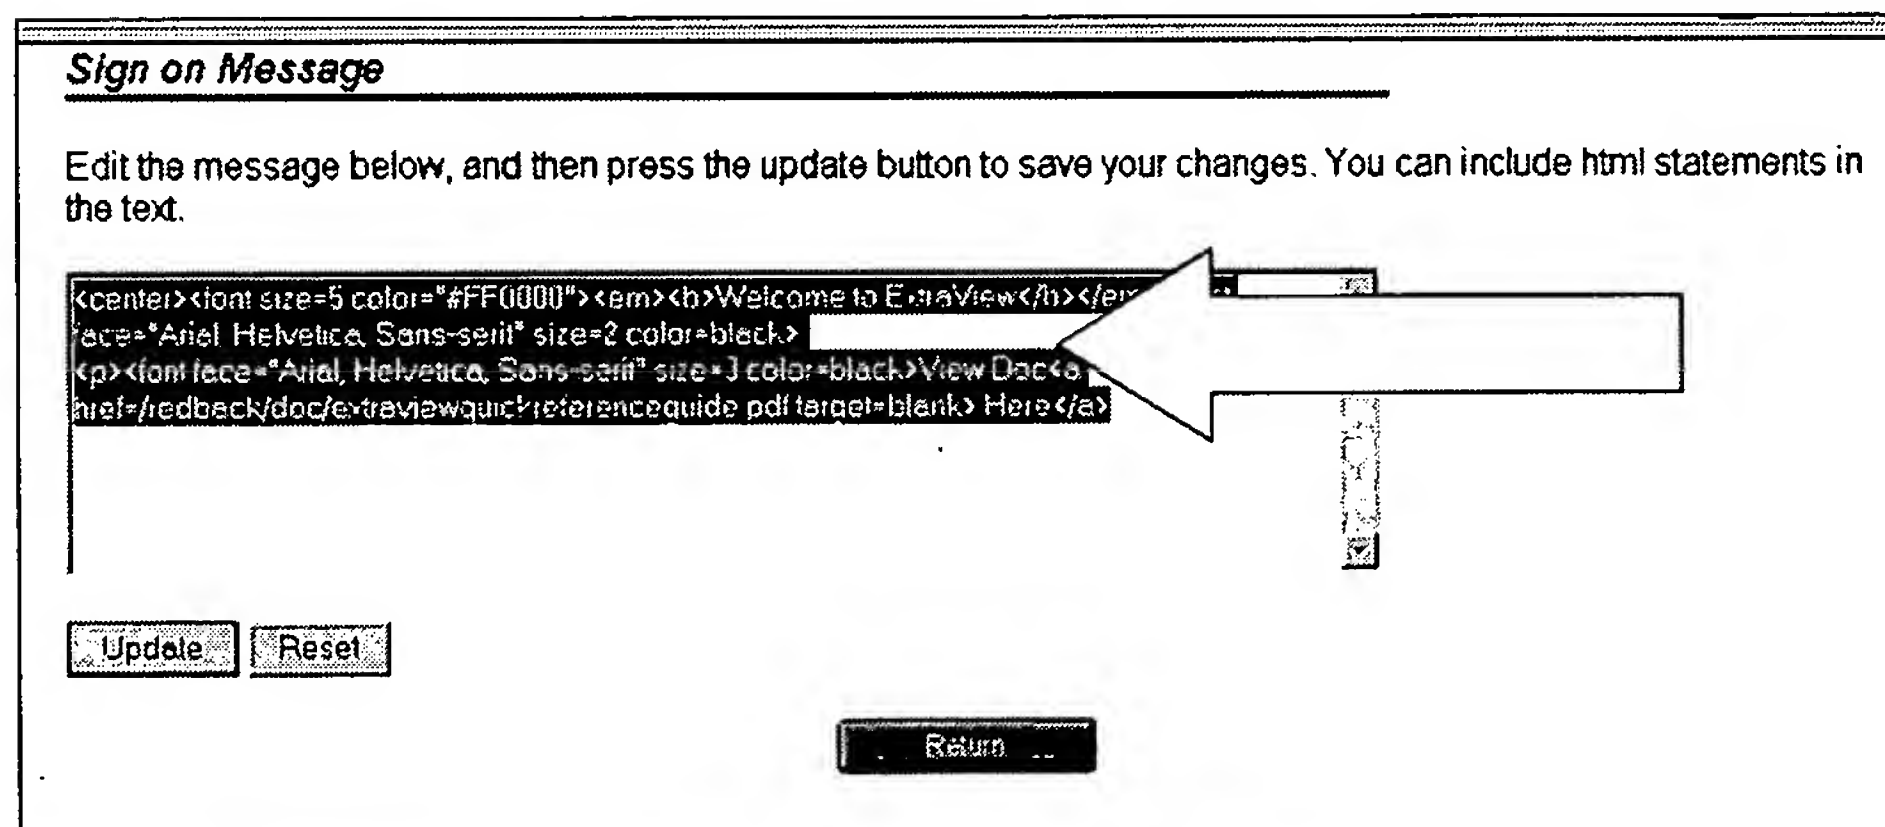 Sign on Message
Edit the message below, and then press the update button to save your changes. You can include html statements in
the text.
<center><font size=5 color="#FF0000"><em><b>Welcome to ExtraView</b></em
face="Arial, Helvetica, Sans-serif" size=2 color=black>
<p><font face="Arial, Helvetica, Sans-serif" size=3 color=black>View Doc<a
href=/redback/doc/extraviewquickreferenceguide.pdf target=blank> Here</a>
Update Reset
Return